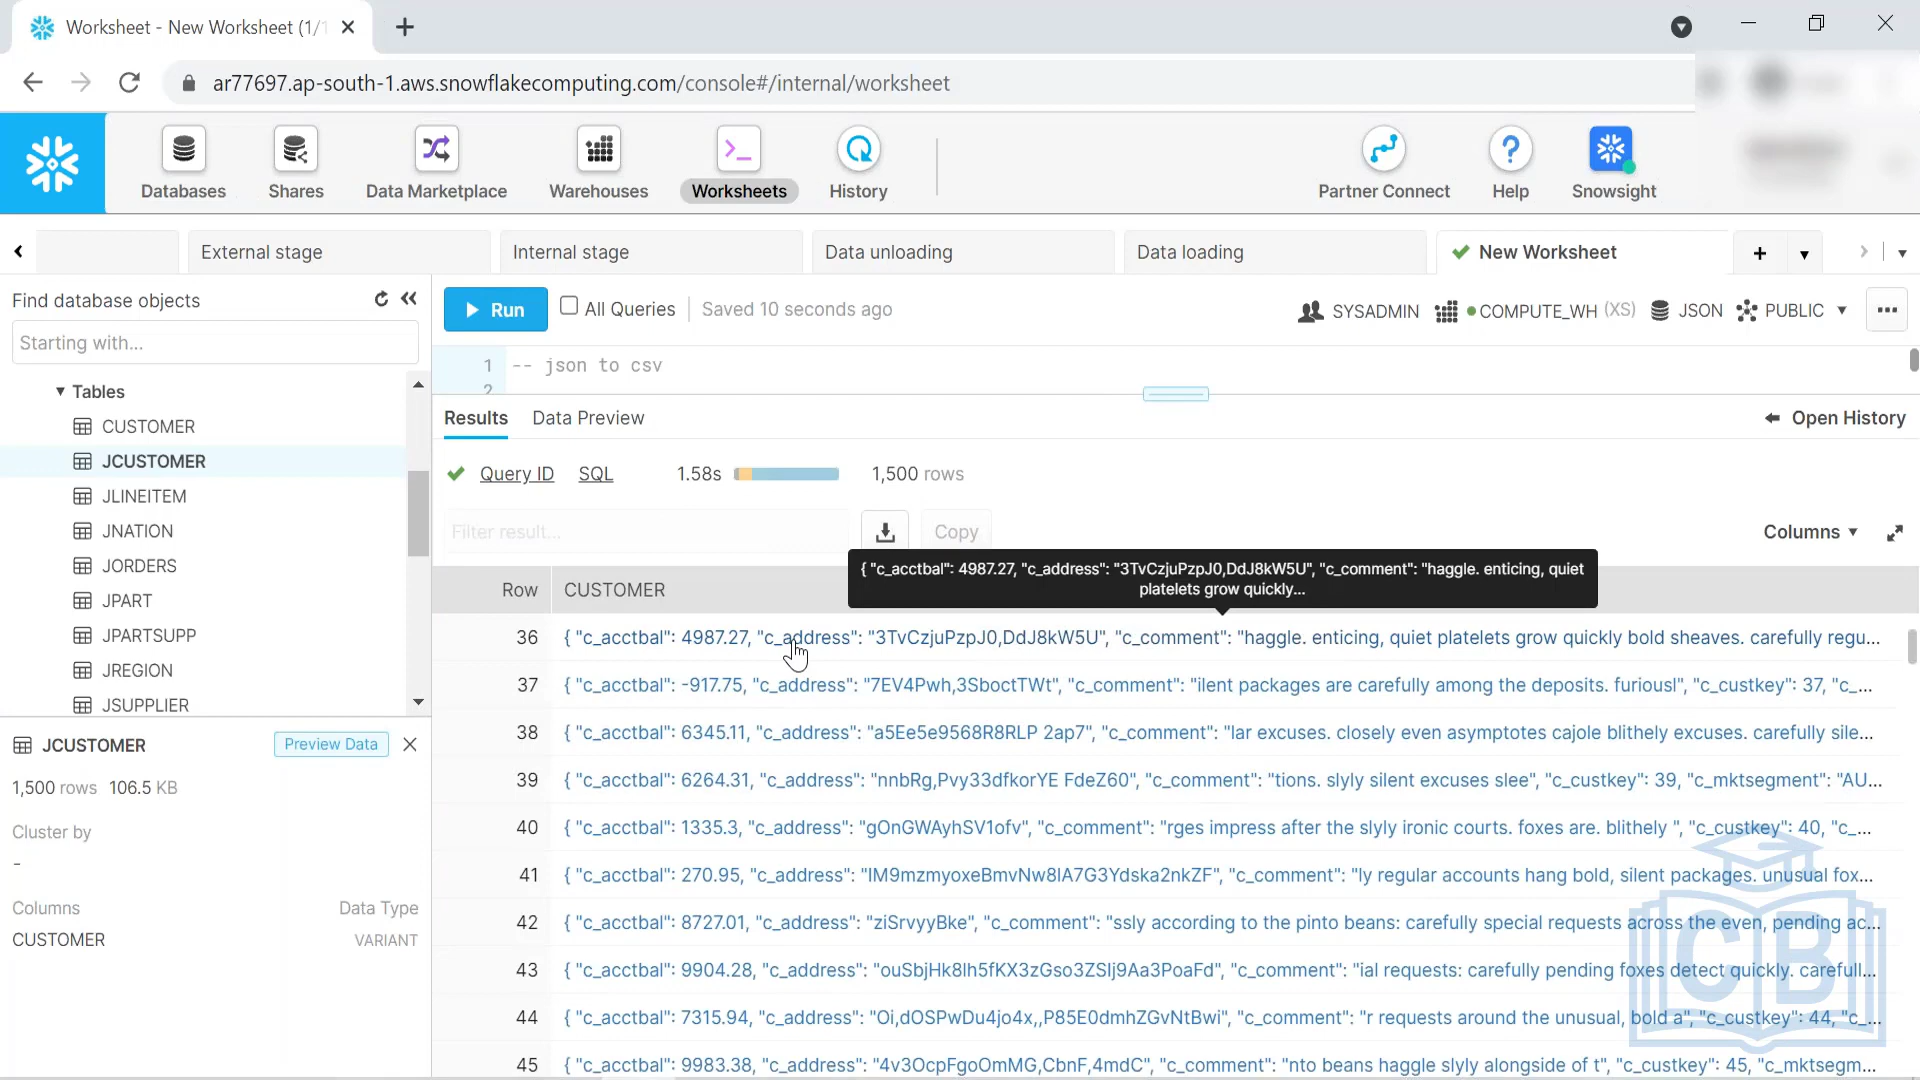 Worksheet - New Worksheet (1/1
ar77697.ap-south-1.aws.snowflakecomputing.com/console#/internal/worksheet
Databases
Shares
Data Marketplace
Warehouses
Worksheets
History
Partner Connect
Help
Snowsight
External stage
Internal stage
Data unloading
Data loading
New Worksheet
Find database objects
Starting with...
Run
All Queries
Saved 10 seconds ago
SYSADMIN
COMPUTE_WH (XS)
JSON
PUBLIC
1 -- json to csv
2
Tables
CUSTOMER
JCUSTOMER
JLINEITEM
JNATION
JORDERS
JPART
JPARTSUPP
JREGION
JSUPPLIER
JCUSTOMER
Preview Data
1,500 rows 106.5 KB
Cluster by
-
Columns Data Type
CUSTOMER VARIANT
Results
Data Preview
Open History
Query ID SQL 1.58s 1,500 rows
Filter result...
Copy
Columns
{ "c_acctbal": 4987.27, "c_address": "3TvCzjuPzpJ0,DdJ8kW5U", "c_comment": "haggle. enticing, quiet
platelets grow quickly...
Row CUSTOMER
36 { "c_acctbal": 4987.27, "c_address": "3TvCzjuPzpJ0,DdJ8kW5U", "c_comment": "haggle. enticing, quiet platelets grow quickly bold sheaves. carefully regu...
37 { "c_acctbal": -917.75, "c_address": "7EV4Pwh,3SboctTWt", "c_comment": "ilent packages are carefully among the deposits. furiousl", "c_custkey": 37, "c_...
38 { "c_acctbal": 6345.11, "c_address": "a5Ee5e9568R8RLP 2ap7", "c_comment": "lar excuses. closely even asymptotes cajole blithely excuses. carefully sile...
39 { "c_acctbal": 6264.31, "c_address": "nnbRg,Pvy33dfkorYE FdeZ60", "c_comment": "tions. slyly silent excuses slee", "c_custkey": 39, "c_mktsegment": "AU...
40 { "c_acctbal": 1335.3, "c_address": "gOnGWAyhSV1ofv", "c_comment": "rges impress after the slyly ironic courts. foxes are. blithely ", "c_custkey": 40, "c_...
41 { "c_acctbal": 270.95, "c_address": "IM9mzmyoxeBmvNw8lA7G3Ydska2nkZF", "c_comment": "ly regular accounts hang bold, silent packages. unusual fox...
42 { "c_acctbal": 8727.01, "c_address": "ziSrvyyBke", "c_comment": "ssly according to the pinto beans: carefully special requests across the even, pending ac...
43 { "c_acctbal": 9904.28, "c_address": "ouSbjHk8lh5fKX3zGso3ZSIj9Aa3PoaFd", "c_comment": "ial requests: carefully pending foxes detect quickly. carefull...
44 { "c_acctbal": 7315.94, "c_address": "Oi,dOSPwDu4jo4x,,P85E0dmhZGvNtBwi", "c_comment": "r requests around the unusual, bold a", "c_custkey": 44, "c_...
45 { "c_acctbal": 9983.38, "c_address": "4v3OcpFgoOmMG,CbnF,4mdC", "c_comment": "nto beans haggle slyly alongside of t", "c_custkey": 45, "c_mktsegm...
CB